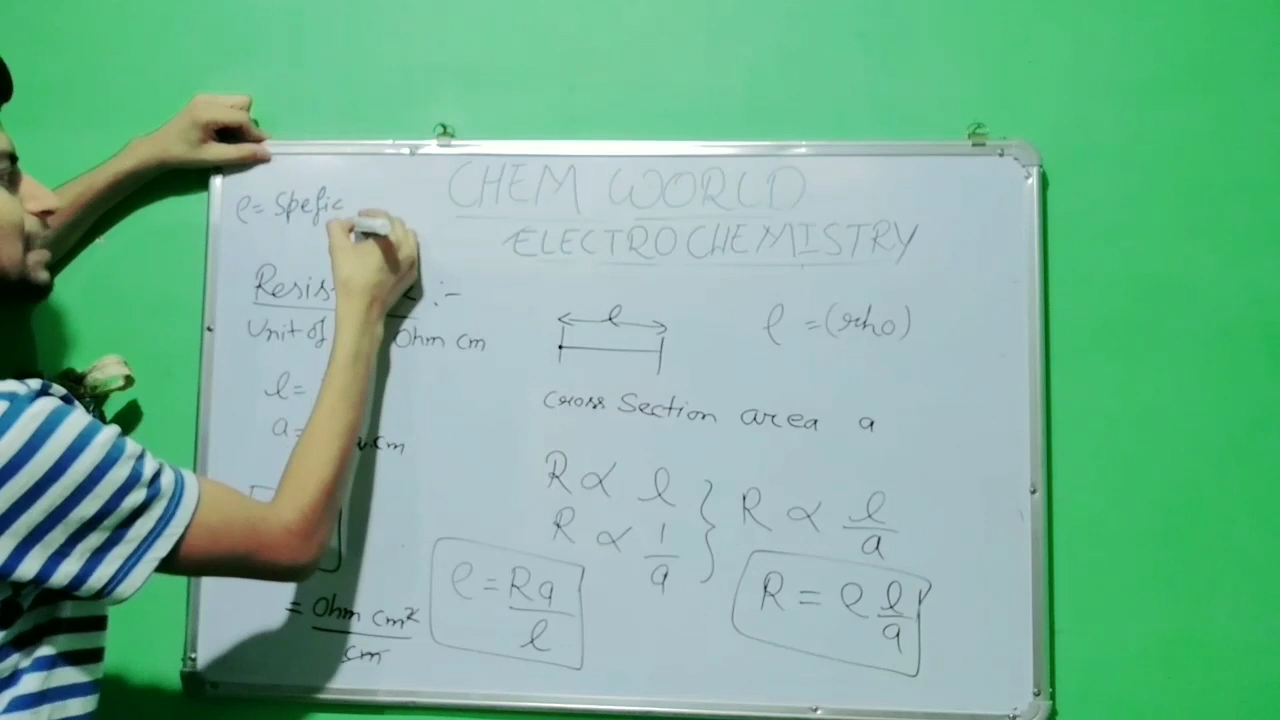 CHEM WORLD
ELECTROCHEMISTRY
ρ = Spefic
Resis :-
Unit of Ohm cm
l =
a = cm
= Ohm cm²
cm
l
ρ = (rho)
cross Section area a
R ∝ l
R ∝ 1/a
R ∝ l/a
ρ = Ra/l
R = ρ l/a